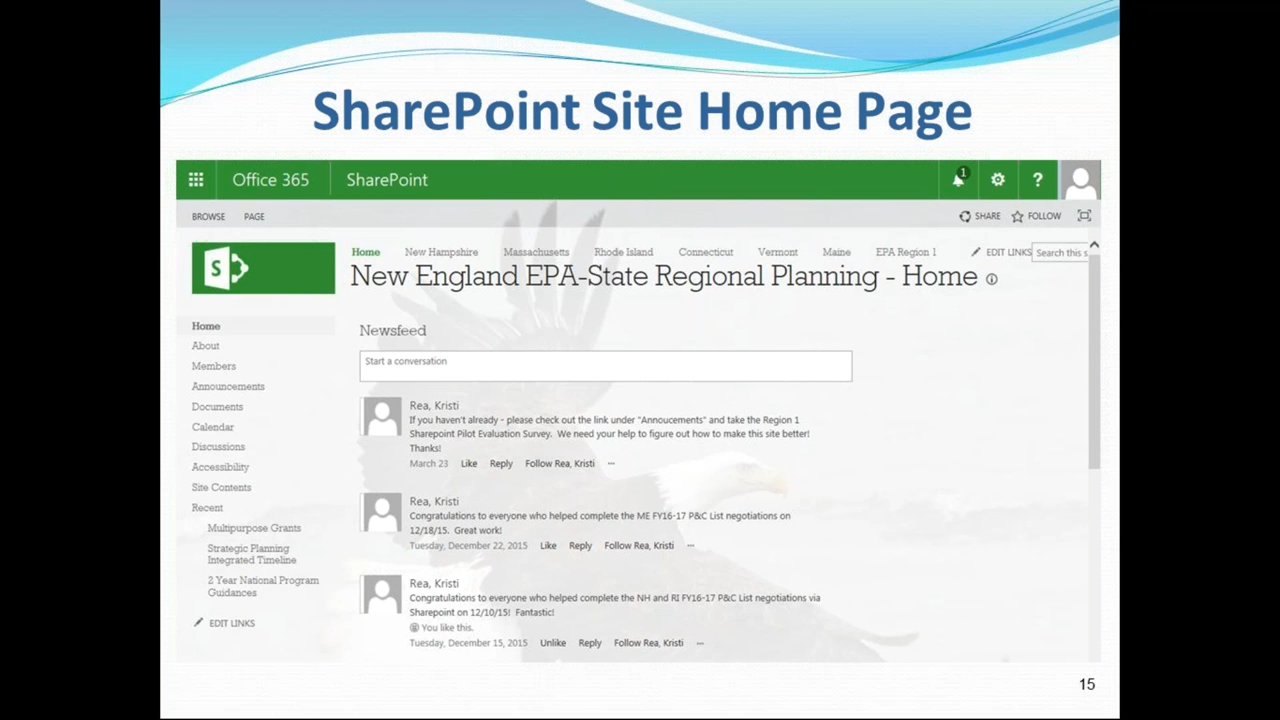 SharePoint Site Home Page
Office 365 SharePoint 1 ?
BROWSE PAGE SHARE FOLLOW
S
Home New Hampshire Massachusetts Rhode Island Connecticut Vermont Maine EPA Region 1 EDIT LINKS Search this s
New England EPA-State Regional Planning - Home
Home
About
Members
Announcements
Documents
Calendar
Discussions
Accessibility
Site Contents
Recent
Multipurpose Grants
Strategic Planning
Integrated Timeline
2 Year National Program
Guidances
EDIT LINKS
Newsfeed
Start a conversation
Rea, Kristi
If you haven't already - please check out the link under "Annoucements" and take the Region 1
Sharepoint Pilot Evaluation Survey. We need your help to figure out how to make this site better!
Thanks!
March 23 Like Reply Follow Rea, Kristi ...
Rea, Kristi
Congratulations to everyone who helped complete the ME FY16-17 P&C List negotiations on
12/18/15. Great work!
Tuesday, December 22, 2015 Like Reply Follow Rea, Kristi ...
Rea, Kristi
Congratulations to everyone who helped complete the NH and RI FY16-17 P&C List negotiations via
Sharepoint on 12/10/15! Fantastic!
You like this.
Tuesday, December 15, 2015 Unlike Reply Follow Rea, Kristi ...
15